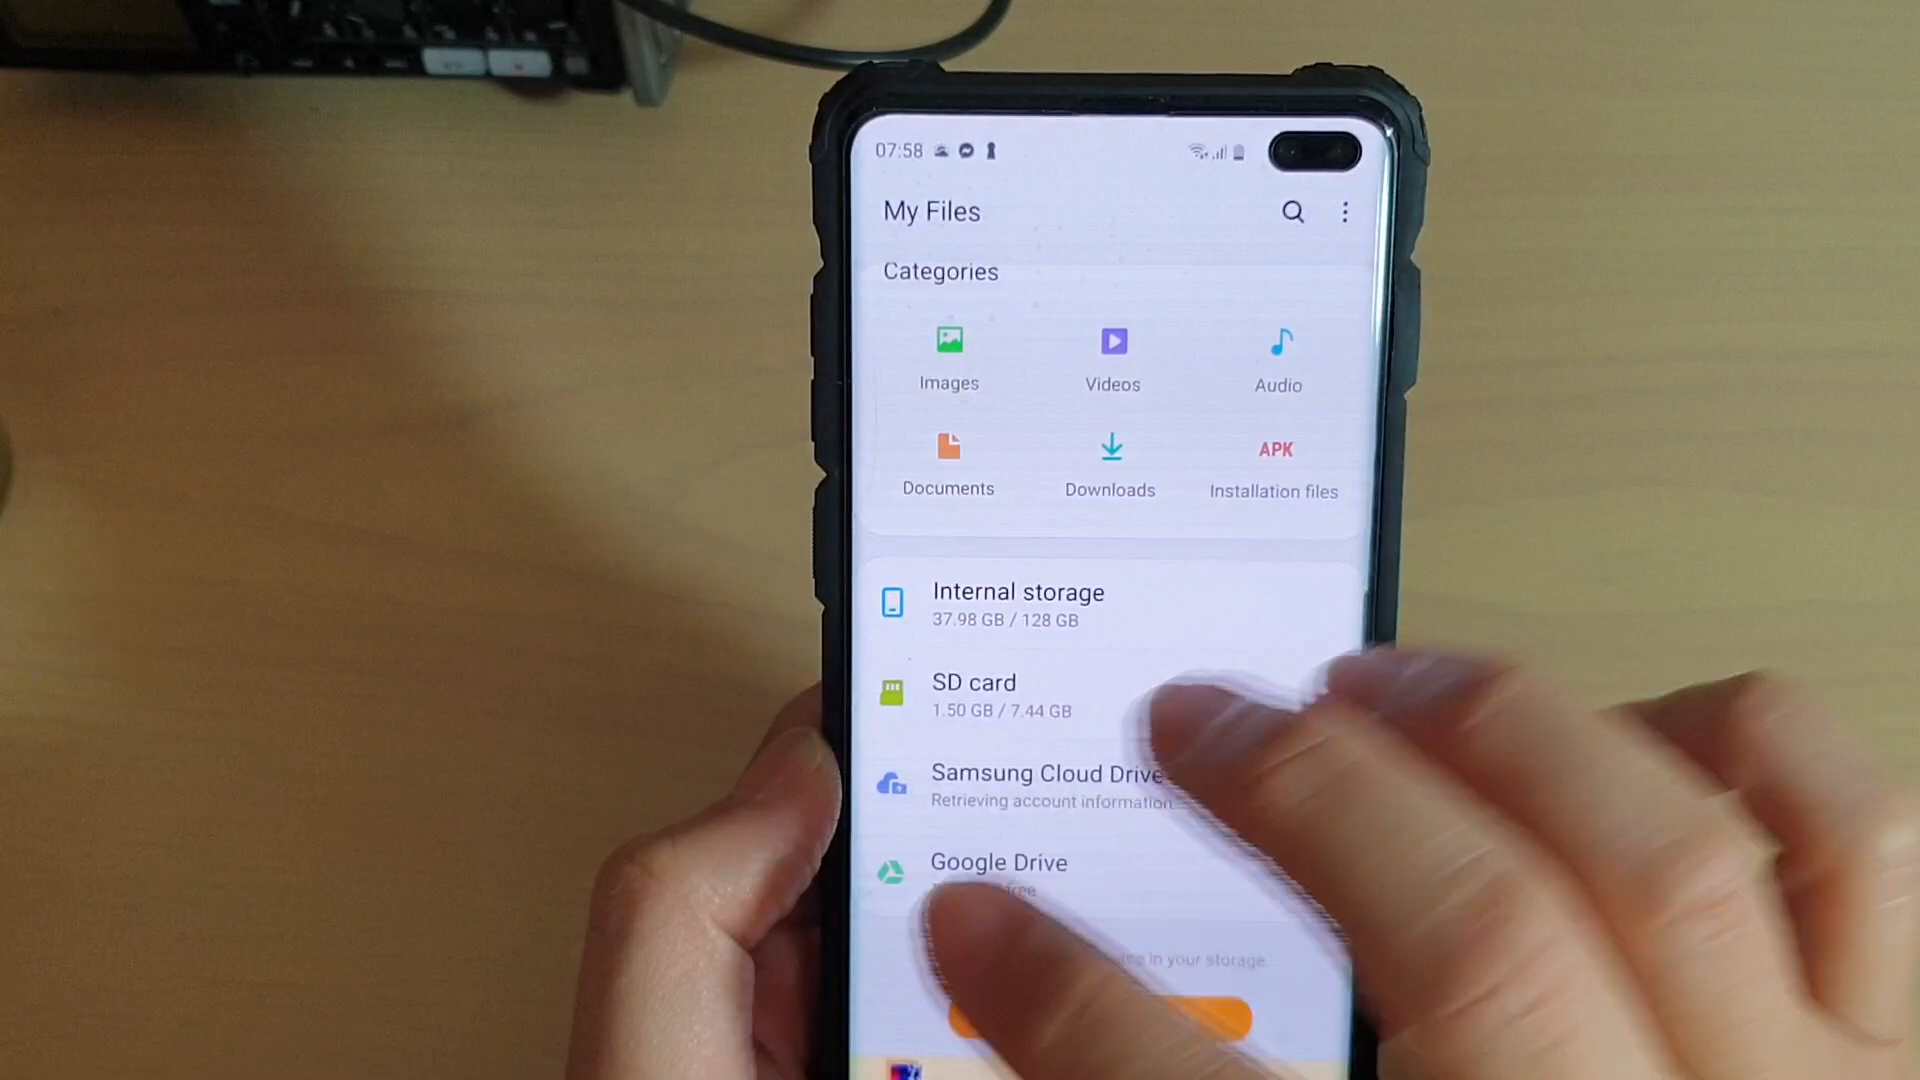 07:58
My Files
Categories
Images
Videos
Audio
Documents
Downloads
APK
Installation files
Internal storage
37.98 GB / 128 GB
SD card
1.50 GB / 7.44 GB
Samsung Cloud Drive
Retrieving account information
Google Drive
free
in your storage